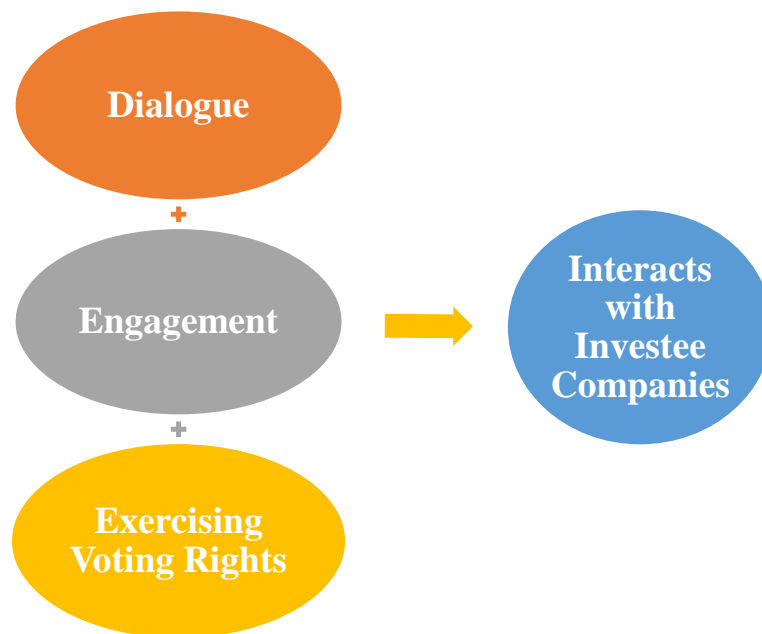 Dialogue
Engagement
Exercising
Voting Rights
Interacts
with
Investee
Companies